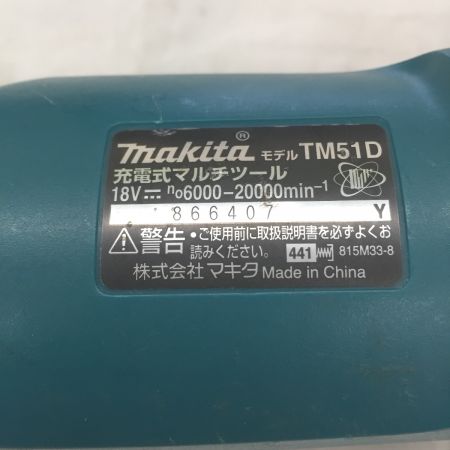 makita® モデル TM51D
充電式マルチツール
18V⎓ n₀6000-20000min⁻¹
866407 Y
⚠警告 ・ご使用前に取扱説明書を必ずよくお
読みください。 441 815M33-8
株式会社 マキタ Made in China